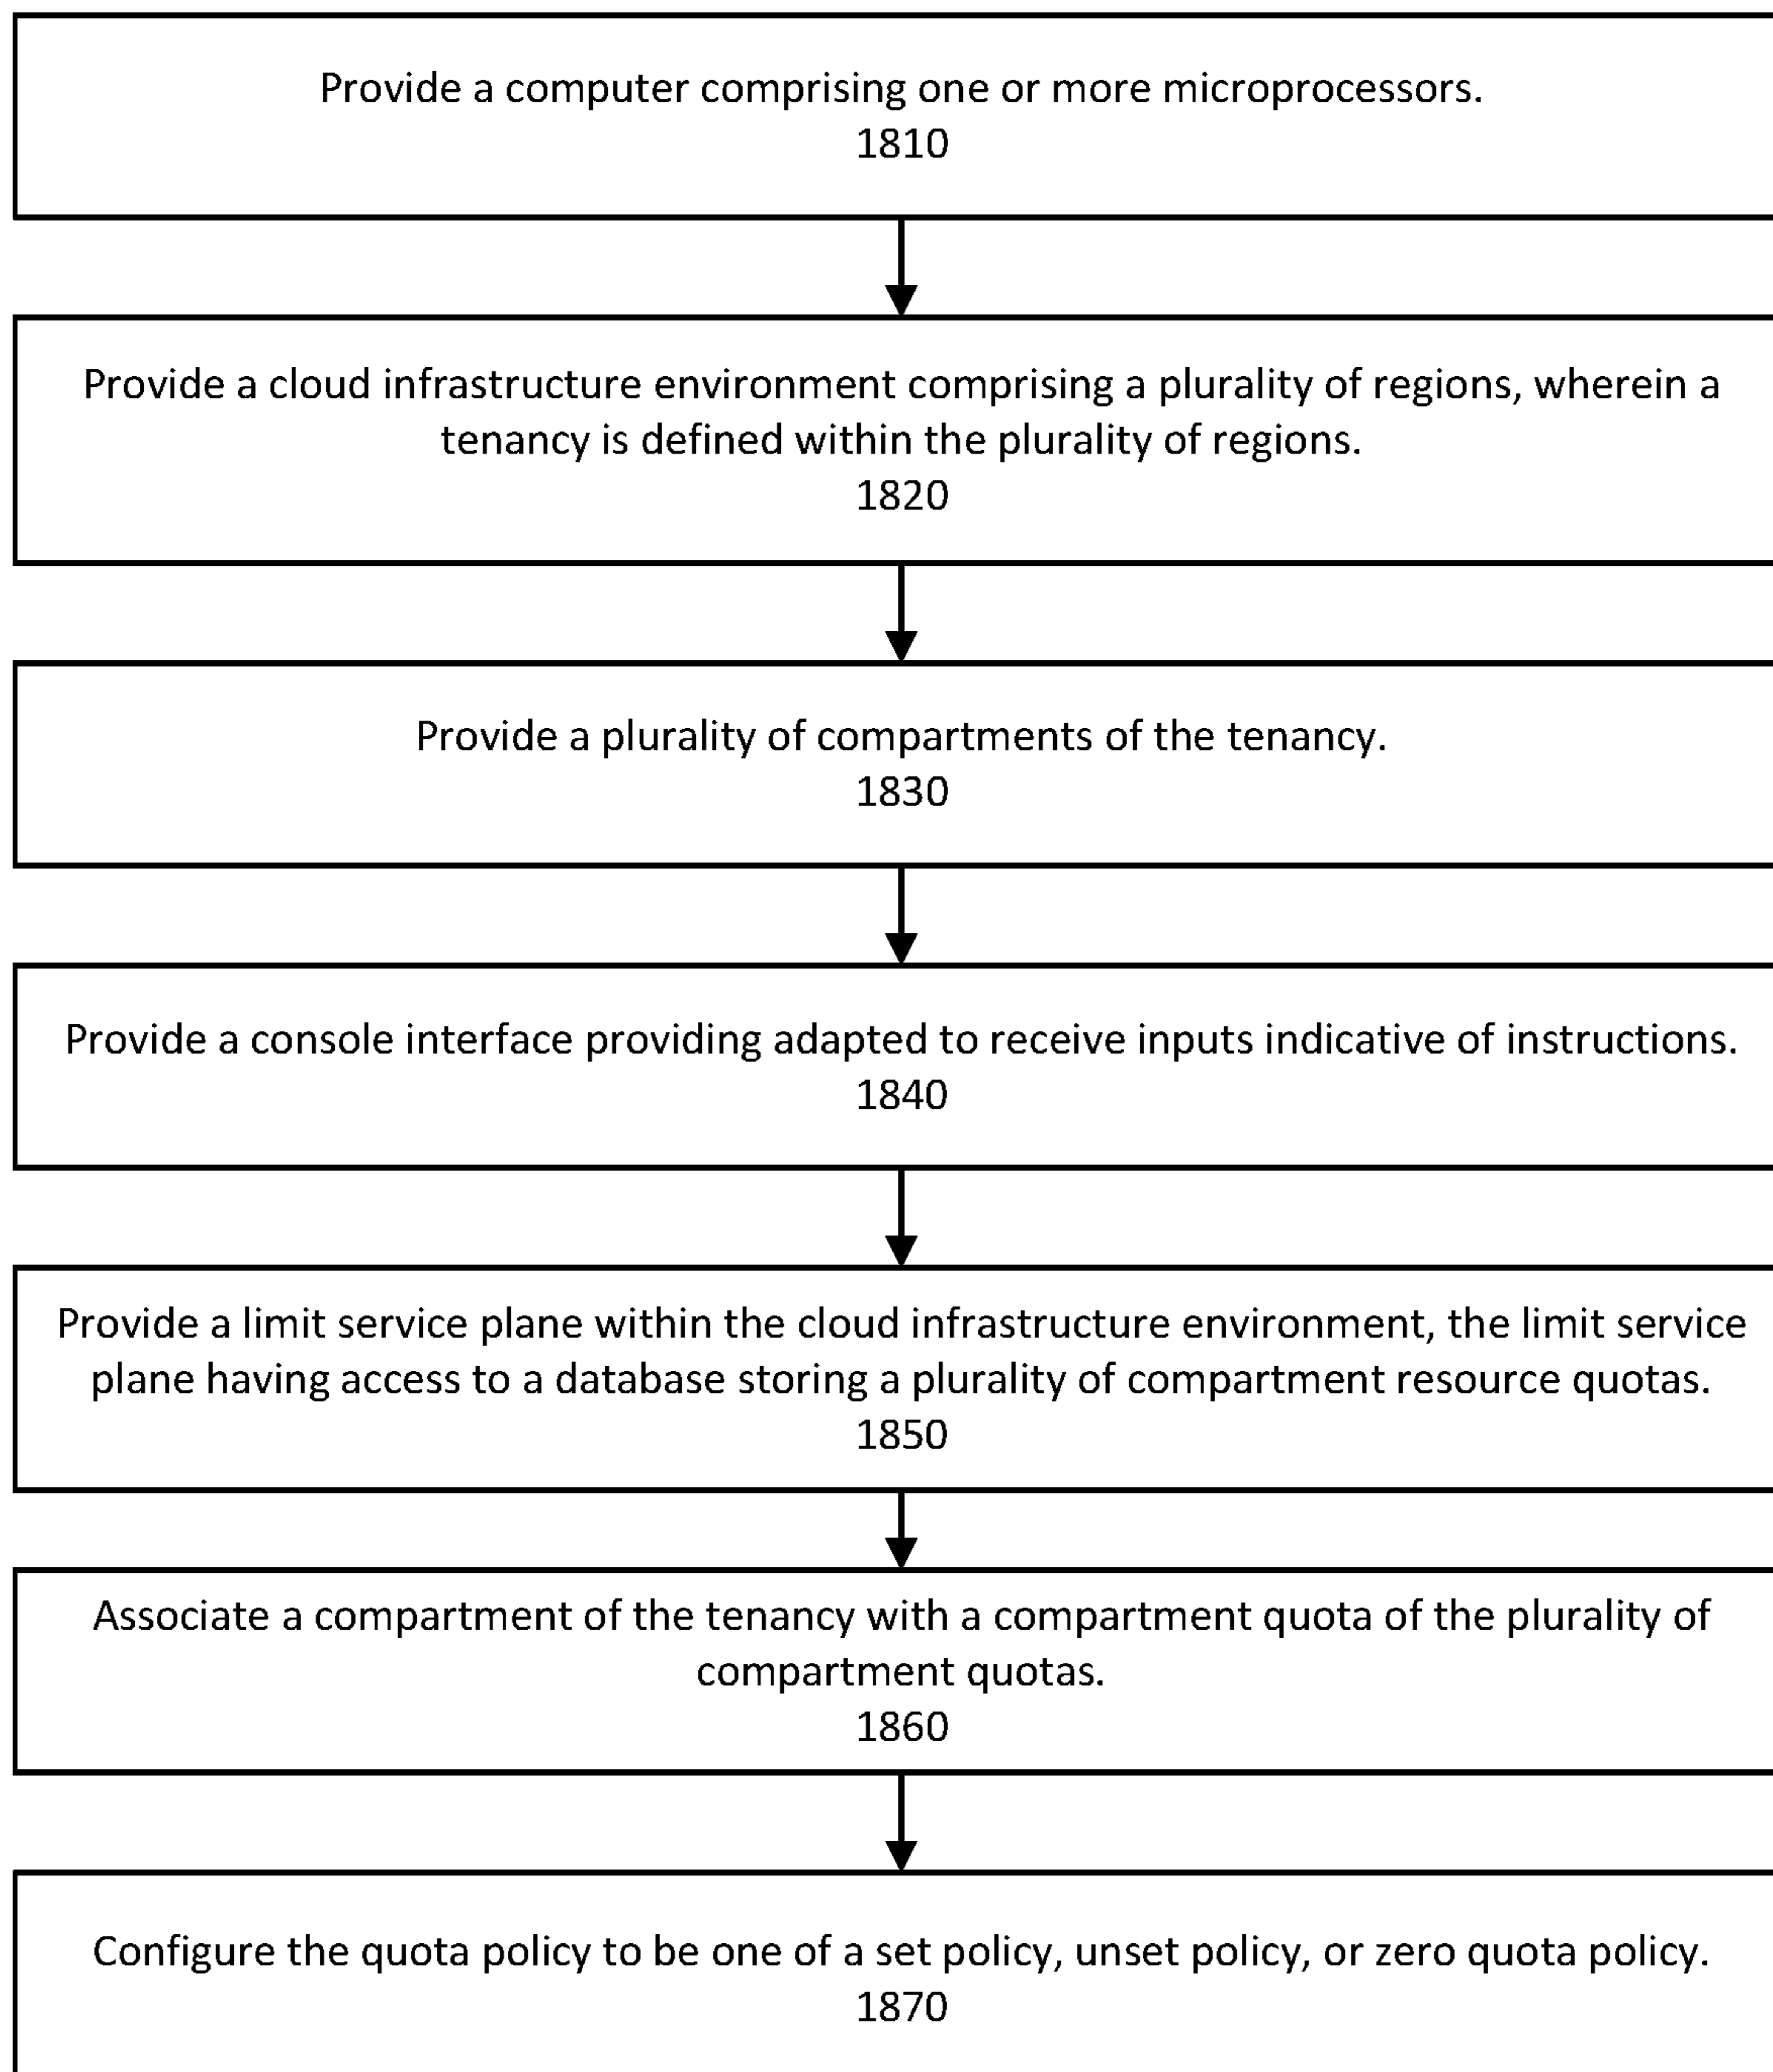 Provide a computer comprising one or more microprocessors.
1810
Provide a cloud infrastructure environment comprising a plurality of regions, wherein a
tenancy is defined within the plurality of regions.
1820
Provide a plurality of compartments of the tenancy.
1830
Provide a console interface providing adapted to receive inputs indicative of instructions.
1840
Provide a limit service plane within the cloud infrastructure environment, the limit service
plane having access to a database storing a plurality of compartment resource quotas.
1850
Associate a compartment of the tenancy with a compartment quota of the plurality of
compartment quotas.
1860
Configure the quota policy to be one of a set policy, unset policy, or zero quota policy.
1870